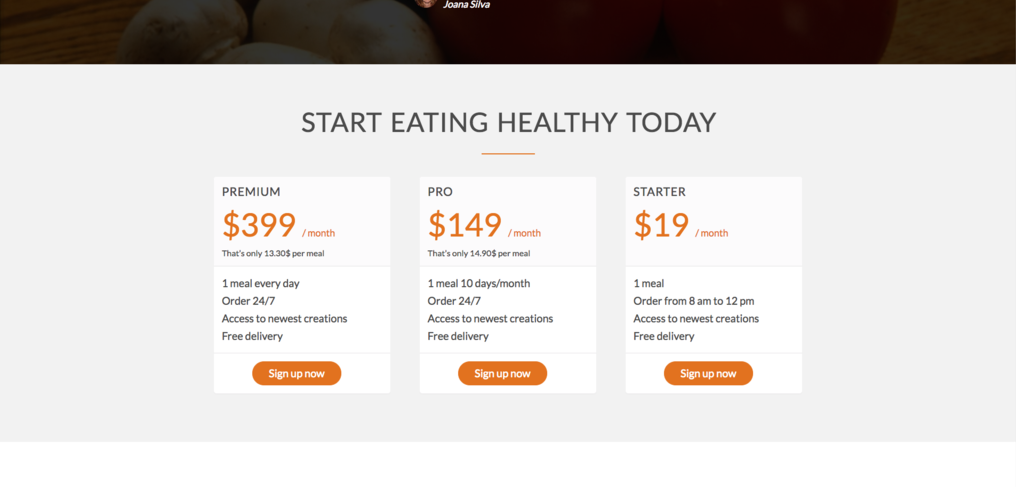 Joana Silva
START EATING HEALTHY TODAY
PREMIUM
$399 / month
That's only 13.30$ per meal
1 meal every day
Order 24/7
Access to newest creations
Free delivery
Sign up now
PRO
$149 / month
That's only 14.90$ per meal
1 meal 10 days/month
Order 24/7
Access to newest creations
Free delivery
Sign up now
STARTER
$19 / month
1 meal
Order from 8 am to 12 pm
Access to newest creations
Free delivery
Sign up now